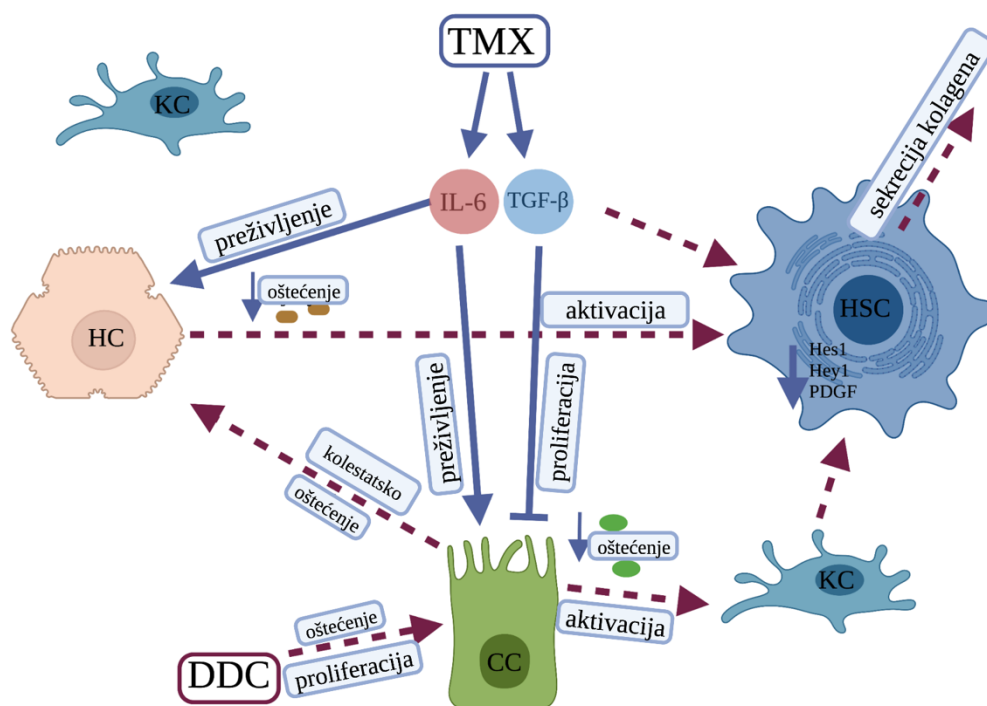 TMX
KC
sekrecija kolagena
IL-6
TGF-β
preživljenje
oštećenje
aktivacija
HC
HSC
Hes1
Hey1
PDGF
preživljenje
proliferacija
kolestatsko
oštećenje
oštećenje
aktivacija
KC
oštećenje
proliferacija
DDC
CC